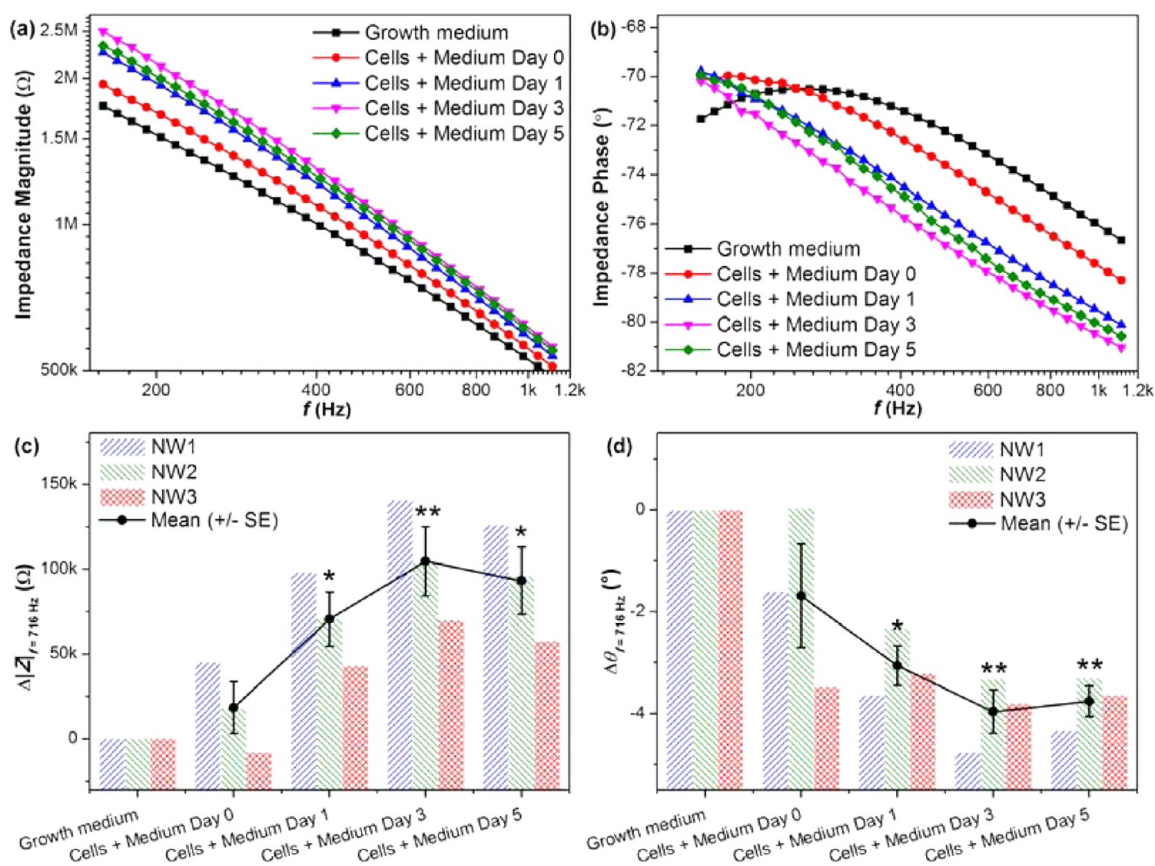 (a)
Impedance Magnitude (Ω)
2.5M
2M
1.5M
1M
500k
200
400
600
800
1k
1.2k
f (Hz)
Growth medium
Cells + Medium Day 0
Cells + Medium Day 1
Cells + Medium Day 3
Cells + Medium Day 5
(b)
Impedance Phase (°)
-68
-70
-72
-74
-76
-78
-80
-82
200
400
600
800
1k
1.2k
f (Hz)
Growth medium
Cells + Medium Day 0
Cells + Medium Day 1
Cells + Medium Day 3
Cells + Medium Day 5
(c)
Δ|Z|f = 716 Hz (Ω)
150k
100k
50k
0
NW1
NW2
NW3
Mean (+/- SE)
*
**
*
Growth medium
Cells + Medium Day 0
Cells + Medium Day 1
Cells + Medium Day 3
Cells + Medium Day 5
(d)
Δθf = 716 Hz (°)
0
-2
-4
NW1
NW2
NW3
Mean (+/- SE)
*
**
**
Growth medium
Cells + Medium Day 0
Cells + Medium Day 1
Cells + Medium Day 3
Cells + Medium Day 5